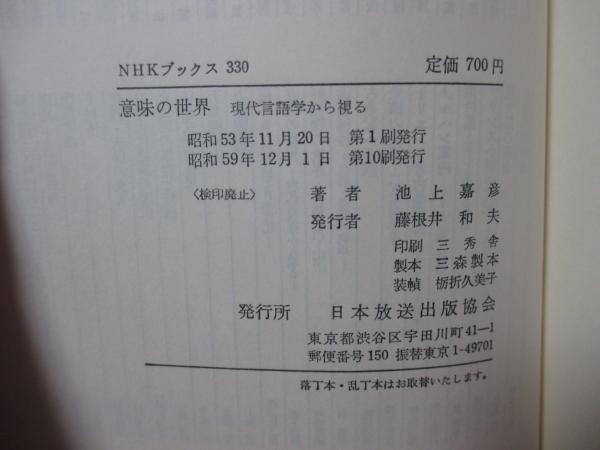 NHKブックス 330 定価 700円
意味の世界 現代言語学から視る
昭和53年11月20日 第1刷発行
昭和59年12月1日 第10刷発行
〈検印廃止〉 著者 池上嘉彦
発行者 藤根井和夫
印刷 三秀舎
製本 三森製本
装幀 栃折久美子
発行所 日本放送出版協会
東京都渋谷区宇田川町41―1
郵便番号150 振替東京1-49701
落丁本・乱丁本はお取替いたします。